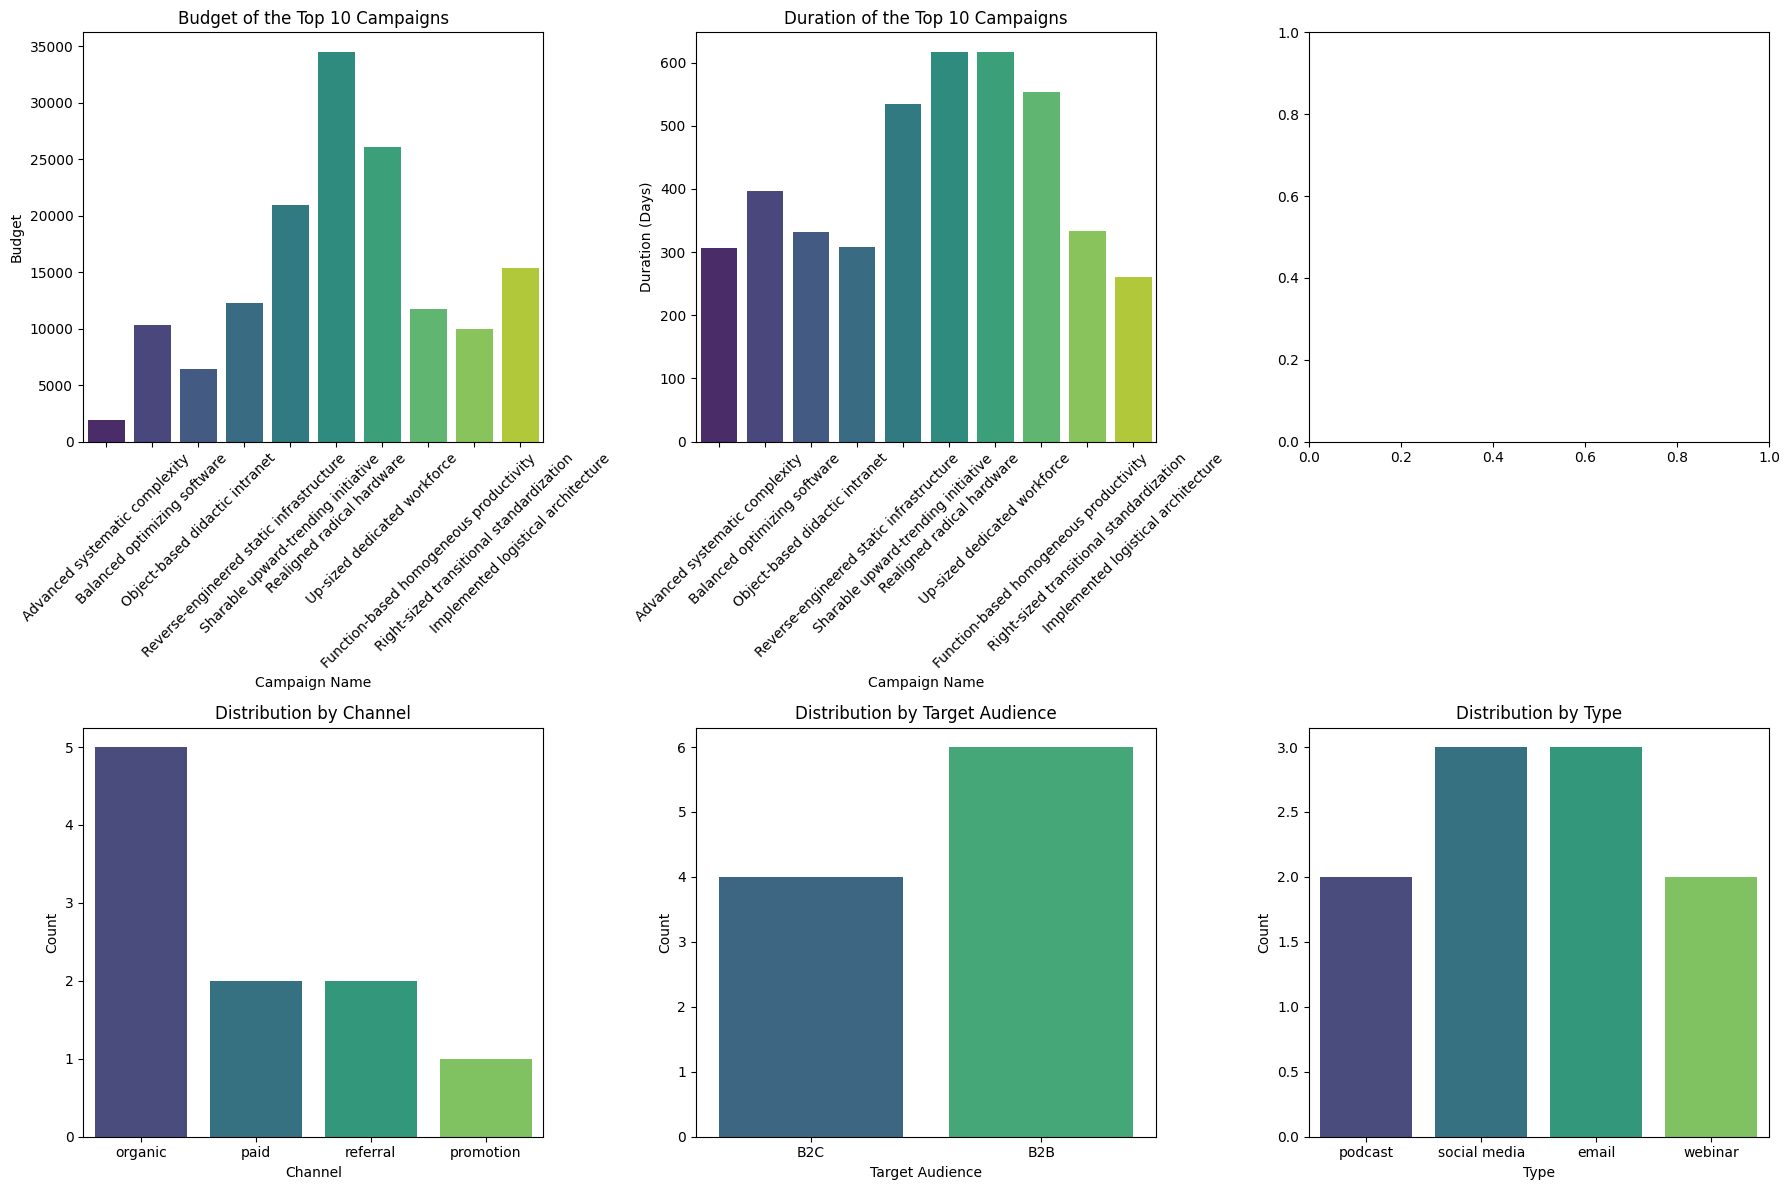 Budget of the Top 10 Campaigns
35000
30000
25000
20000
15000
10000
5000
0
Budget
Advanced systematic complexity
Balanced optimizing software
Object-based didactic intranet
Reverse-engineered static infrastructure
Sharable upward-trending initiative
Realigned radical hardware
Up-sized dedicated workforce
Function-based homogeneous productivity
Right-sized transitional standardization
Implemented logistical architecture
Campaign Name
Duration of the Top 10 Campaigns
600
500
400
300
200
100
0
Duration (Days)
Advanced systematic complexity
Balanced optimizing software
Object-based didactic intranet
Reverse-engineered static infrastructure
Sharable upward-trending initiative
Realigned radical hardware
Up-sized dedicated workforce
Function-based homogeneous productivity
Right-sized transitional standardization
Implemented logistical architecture
Campaign Name
1.0
0.8
0.6
0.4
0.2
0.0
0.0 0.2 0.4 0.6 0.8 1.0
Distribution by Channel
5
4
3
2
1
0
Count
organic paid referral promotion
Channel
Distribution by Target Audience
6
5
4
3
2
1
0
Count
B2C B2B
Target Audience
Distribution by Type
3.0
2.5
2.0
1.5
1.0
0.5
0.0
Count
podcast social media email webinar
Type